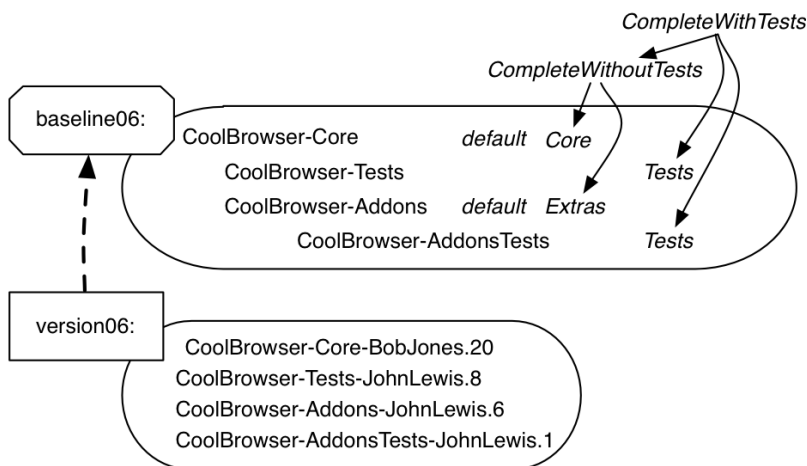 CompleteWithTests
CompleteWithoutTests
baseline06:
CoolBrowser-Core default Core
CoolBrowser-Tests Tests
CoolBrowser-Addons default Extras
CoolBrowser-AddonsTests Tests
version06:
CoolBrowser-Core-BobJones.20
CoolBrowser-Tests-JohnLewis.8
CoolBrowser-Addons-JohnLewis.6
CoolBrowser-AddonsTests-JohnLewis.1